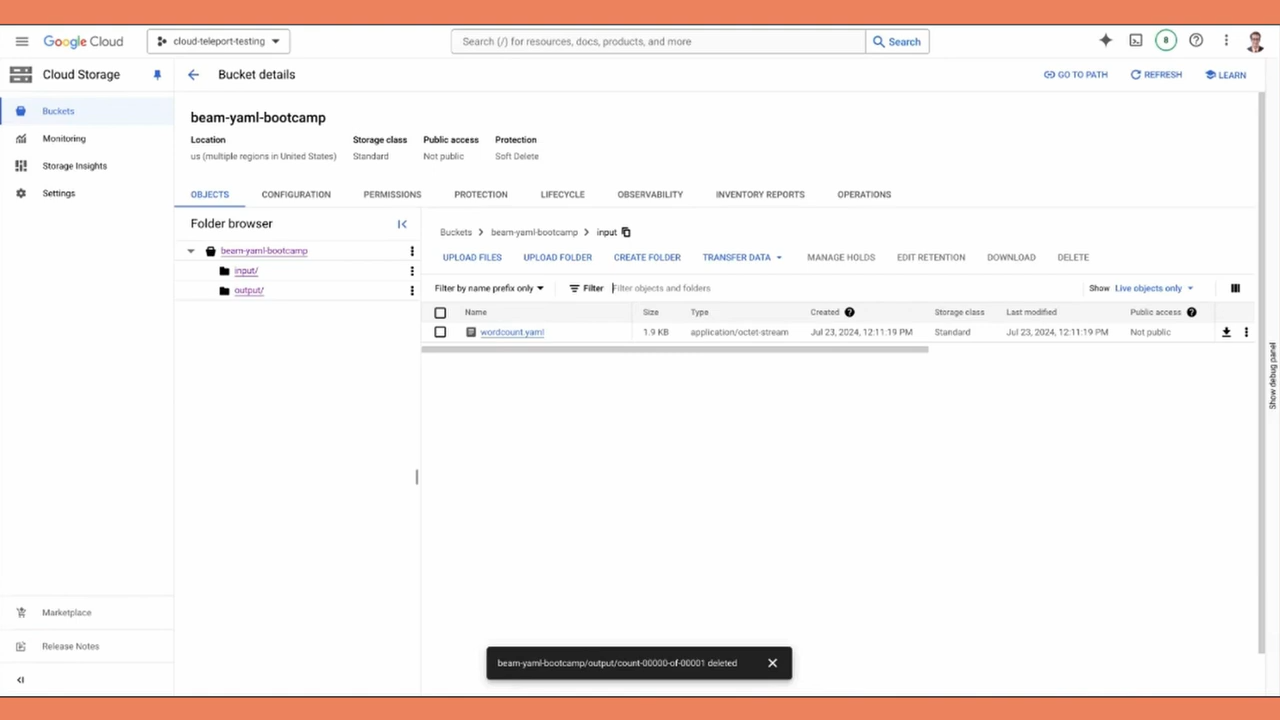 Google Cloud
cloud-teleport-testing
Search (/) for resources, docs, products, and more
Search
8
Cloud Storage
Bucket details
GO TO PATH
REFRESH
LEARN
Buckets
Monitoring
Storage Insights
Settings
beam-yaml-bootcamp
Location Storage class Public access Protection
us (multiple regions in United States) Standard Not public Soft Delete
OBJECTS CONFIGURATION PERMISSIONS PROTECTION LIFECYCLE OBSERVABILITY INVENTORY REPORTS OPERATIONS
Folder browser
beam-yaml-bootcamp
input/
output/
Buckets > beam-yaml-bootcamp > input
UPLOAD FILES UPLOAD FOLDER CREATE FOLDER TRANSFER DATA MANAGE HOLDS EDIT RETENTION DOWNLOAD DELETE
Filter by name prefix only Filter Filter objects and folders Show Live objects only
Name Size Type Created Storage class Last modified Public access
wordcount.yaml 1.9 KB application/octet-stream Jul 23, 2024, 12:11:19 PM Standard Jul 23, 2024, 12:11:19 PM Not public
Show debug panel
Marketplace
Release Notes
beam-yaml-bootcamp/output/count-00000-of-00001 deleted